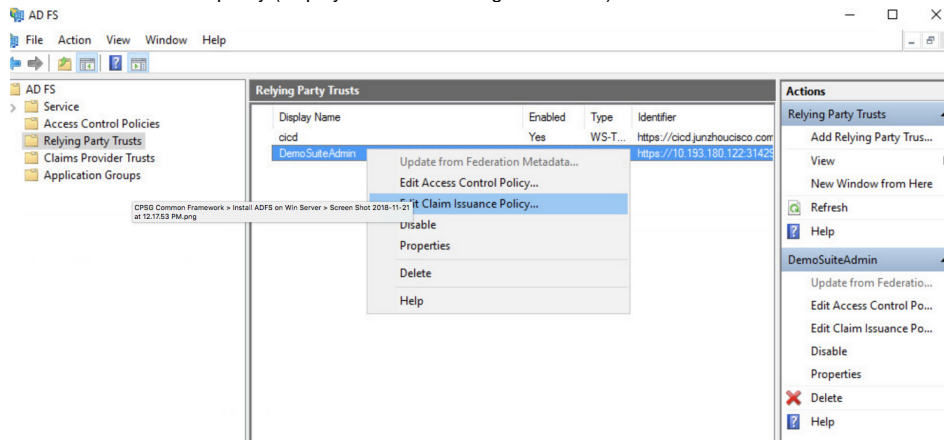 AD FS
File Action View Window Help
AD FS
Service
Access Control Policies
Relying Party Trusts
Claims Provider Trusts
Application Groups
Relying Party Trusts
Display Name Enabled Type Identifier
cicd Yes WS-T... https://cicd.junzhoucisco.com
DemoSuiteAdmin https://10.193.180.122:31429
Update from Federation Metadata...
Edit Access Control Policy...
Edit Claim Issuance Policy...
Disable
Properties
Delete
Help
CPSG Common Framework > Install ADFS on Win Server > Screen Shot 2018-11-21
at 12.17.53 PM.png
Actions
Relying Party Trusts
Add Relying Party Trus...
View
New Window from Here
Refresh
Help
DemoSuiteAdmin
Update from Federatio...
Edit Access Control Po...
Edit Claim Issuance Po...
Disable
Properties
Delete
Help